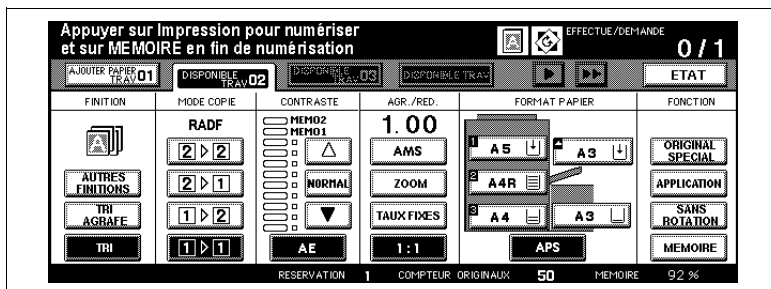 Appuyer sur Impression pour numériser
et sur MEMOIRE en fin de numérisation
EFFECTUE/DEMANDE
0 / 1
AJOUTER PAPIER TRAV 01
DISPONIBLE TRAV 02
DISPONIBLE TRAV 03
DISPONIBLE TRAV
ETAT
FINITION
MODE COPIE
CONTRASTE
AGR./RED.
FORMAT PAPIER
FONCTION
RADF
MEMO2
MEMO1
1.00
2 2
AMS
1 A5
A3
ORIGINAL SPECIAL
AUTRES FINITIONS
2 1
NORMAL
ZOOM
2 A4R
APPLICATION
TRI AGRAFE
1 2
TAUX FIXES
3 A4
A3
SANS ROTATION
TRI
1 1
AE
1:1
APS
MEMOIRE
RESERVATION 1 COMPTEUR ORIGINAUX 50 MEMOIRE 92 %